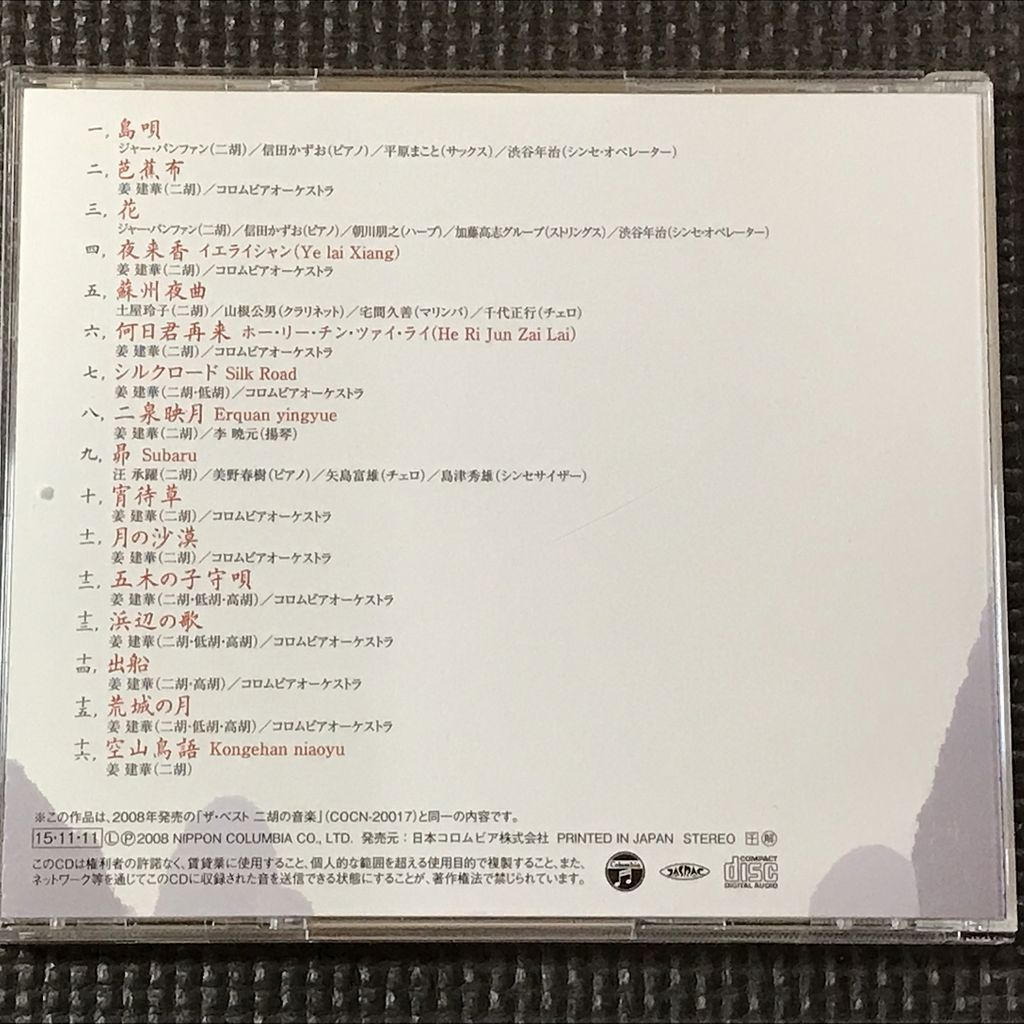 一, 島唄
ジャー・パンファン(二胡)／信田かずお(ピアノ)／平原まこと(サックス)／渋谷年治(シンセ・オペレーター)
二, 芭蕉布
姜 建華(二胡)／コロムビアオーケストラ
三, 花
ジャー・パンファン(二胡)／信田かずお(ピアノ)／朝川朋之(ハープ)／加藤高志グループ(ストリングス)／渋谷年治(シンセ・オペレーター)
四, 夜来香 イエライシャン(Ye lai Xiang)
姜 建華(二胡)／コロムビアオーケストラ
五, 蘇州夜曲
土屋玲子(二胡)／山根公男(クラリネット)／宅間久善(マリンバ)／千代正行(チェロ)
六, 何日君再来 ホー・リー・チン・ツァイ・ライ(He Ri Jun Zai Lai)
姜 建華(二胡)／コロムビアオーケストラ
七, シルクロード Silk Road
姜 建華(二胡・低胡)／コロムビアオーケストラ
八, 二泉映月 Erquan yingyue
姜 建華(二胡)／李 暁元(揚琴)
九, 昴 Subaru
汪 承躍(二胡)／美野春樹(ピアノ)／矢島富雄(チェロ)／島津秀雄(シンセサイザー)
十, 宵待草
姜 建華(二胡)／コロムビアオーケストラ
十一, 月の沙漠
姜 建華(二胡)／コロムビアオーケストラ
十二, 五木の子守唄
姜 建華(二胡・低胡・高胡)／コロムビアオーケストラ
十三, 浜辺の歌
姜 建華(二胡・低胡・高胡)／コロムビアオーケストラ
十四, 出船
姜 建華(二胡・高胡)／コロムビアオーケストラ
十五, 荒城の月
姜 建華(二胡・低胡・高胡)／コロムビアオーケストラ
十六, 空山鳥語 Kongehan niaoyu
姜 建華(二胡)
※この作品は、2008年発売の「ザ・ベスト 二胡の音楽」(COCN-20017)と同一の内容です。
15・11・11 Ⓛ Ⓟ2008 NIPPON COLUMBIA CO., LTD. 発売元：日本コロムビア株式会社 PRINTED IN JAPAN STEREO
このCDは権利者の許諾なく、賃貸業に使用すること、個人的な範囲を超える使用目的で複製すること、また、
ネットワーク等を通じてこのCDに収録された音を送信できる状態にすることが、著作権法で禁じられています。
Columbia
JASRAC
COMPACT
disc
DIGITAL AUDIO